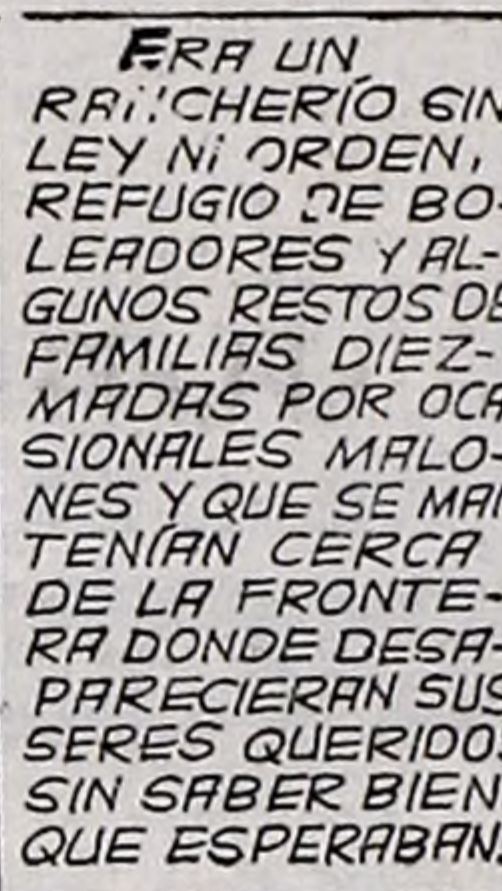 ERA UN
RANCHERÍO SIN
LEY NI ORDEN,
REFUGIO DE BO-
LEADORES Y AL-
GUNOS RESTOS DE
FAMILIAS DIEZ-
MADAS POR OCA
SIONALES MALO-
NES Y QUE SE MAN
TENÍAN CERCA
DE LA FRONTE-
RA DONDE DESA-
PARECIERAN SUS
SERES QUERIDOS
SIN SABER BIEN
QUE ESPERABAN.